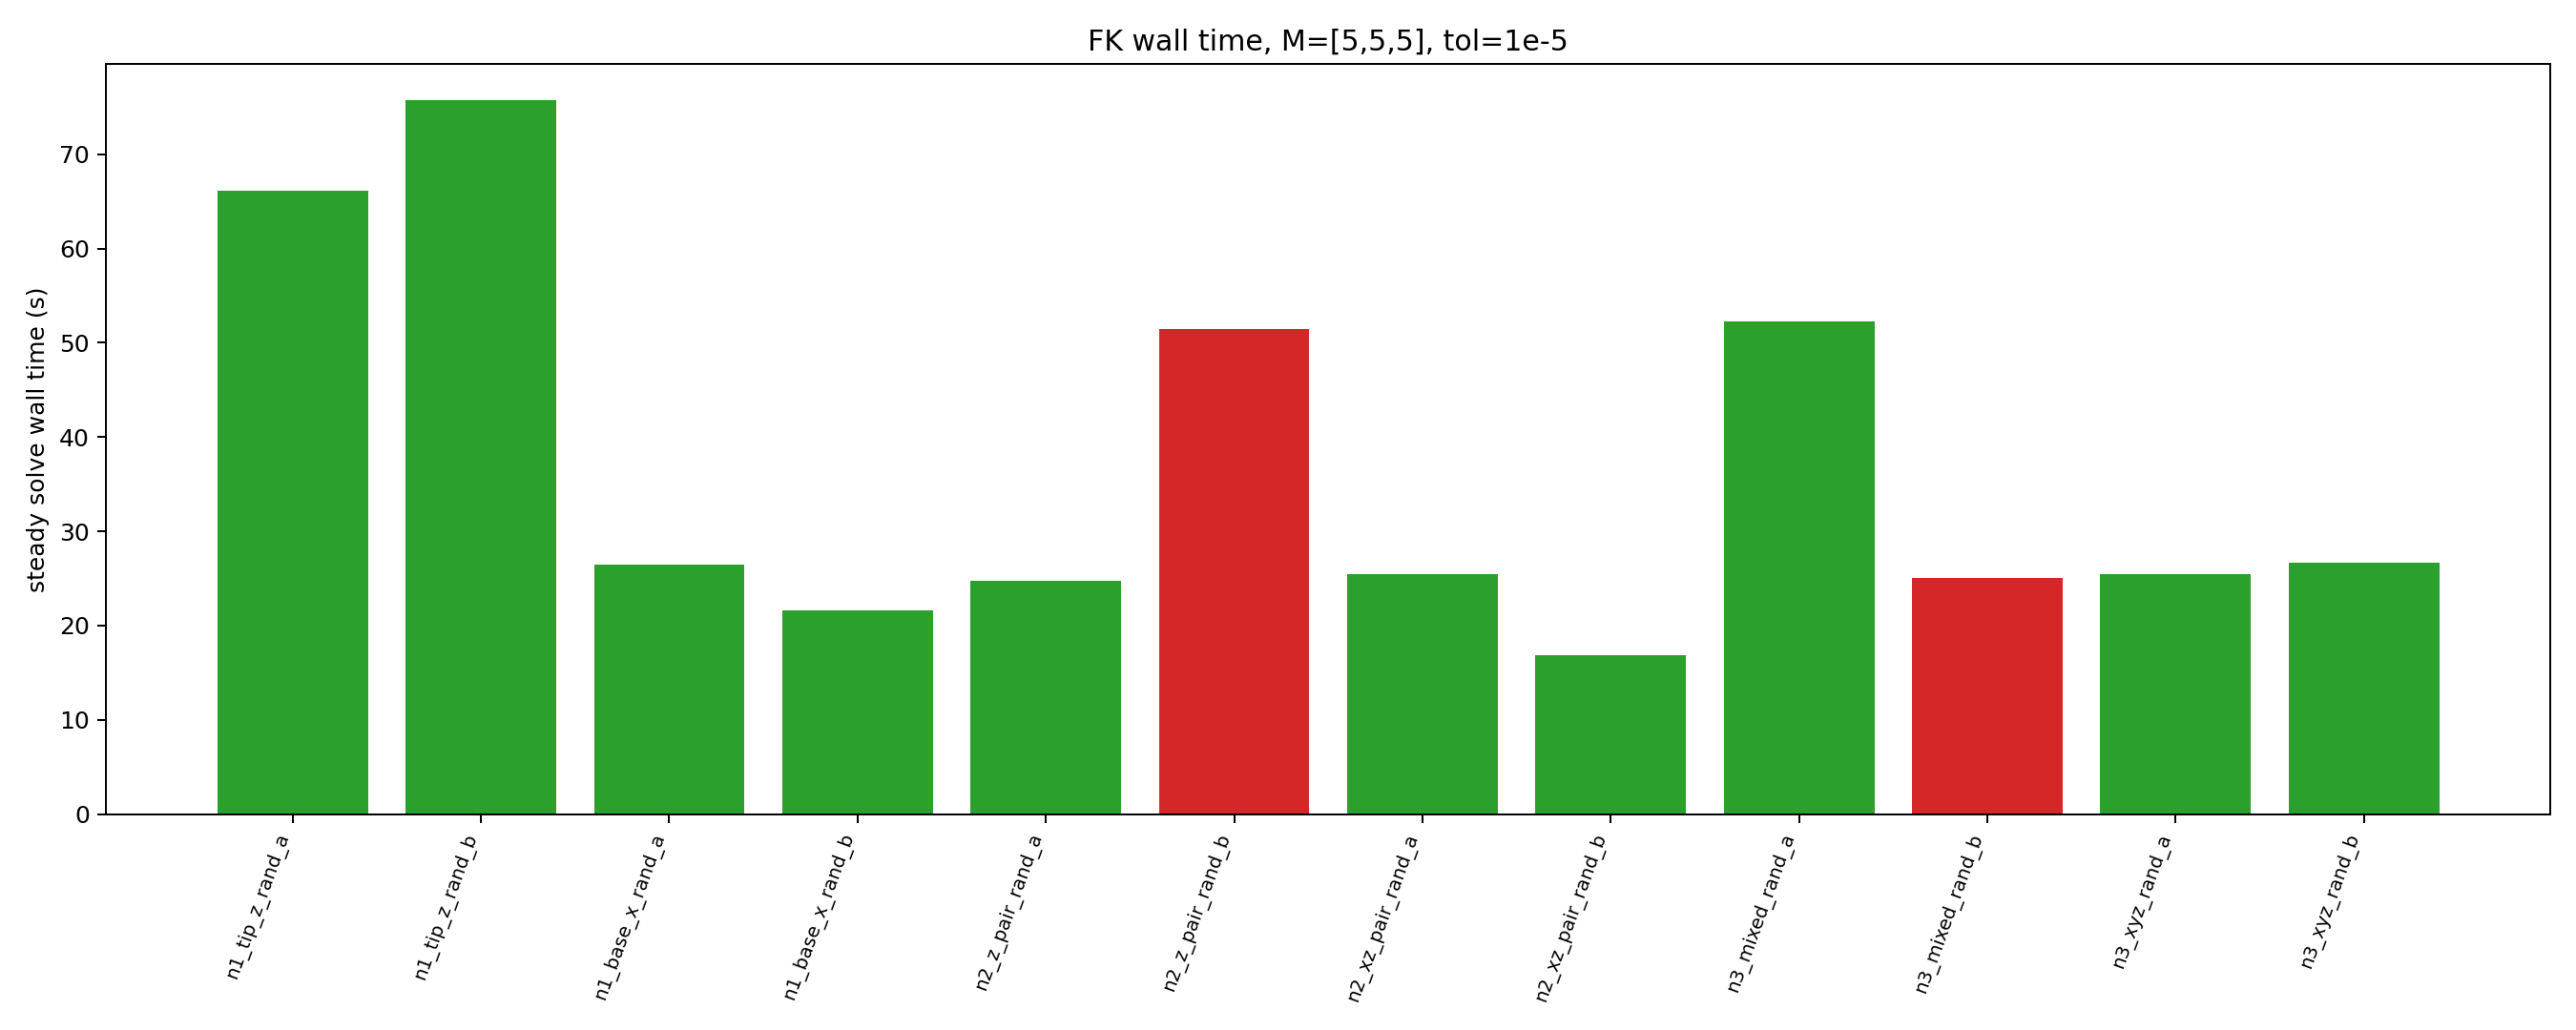 FK wall time, M=[5,5,5], tol=1e-5
steady solve wall time (s)
70
60
50
40
30
20
10
0
n1_tip_z_rand_a
n1_tip_z_rand_b
n1_base_x_rand_a
n1_base_x_rand_b
n2_z_pair_rand_a
n2_z_pair_rand_b
n2_xz_pair_rand_a
n2_xz_pair_rand_b
n3_mixed_rand_a
n3_mixed_rand_b
n3_xyz_rand_a
n3_xyz_rand_b